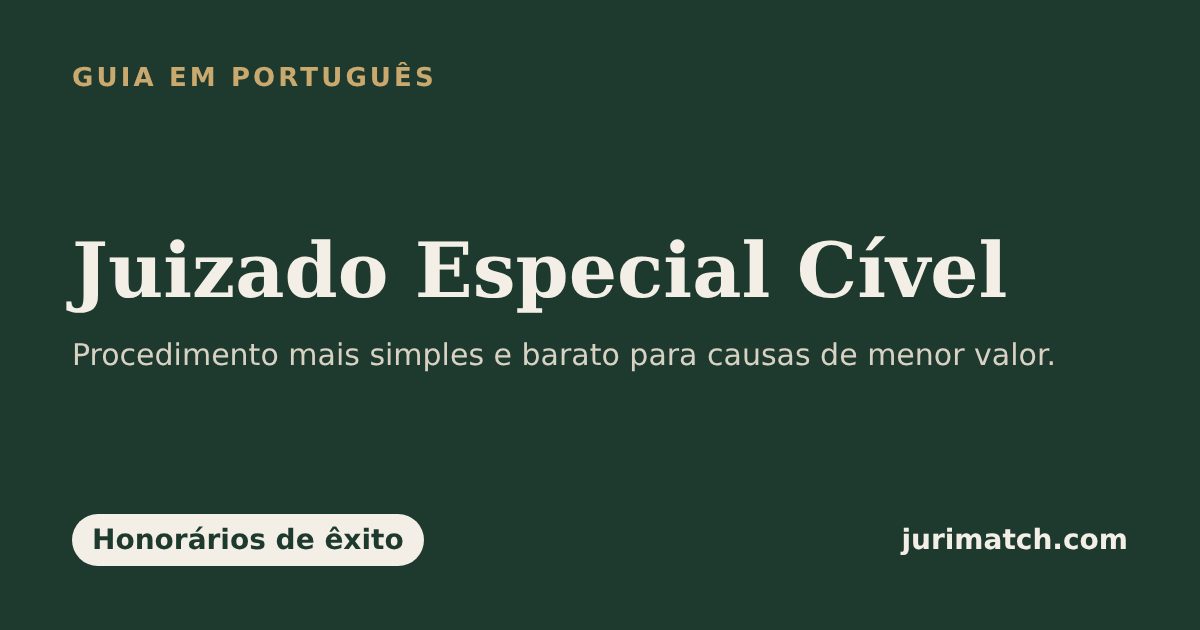 GUIA EM PORTUGUÊS
Juizado Especial Cível
Procedimento mais simples e barato para causas de menor valor.
Honorários de êxito
jurimatch.com